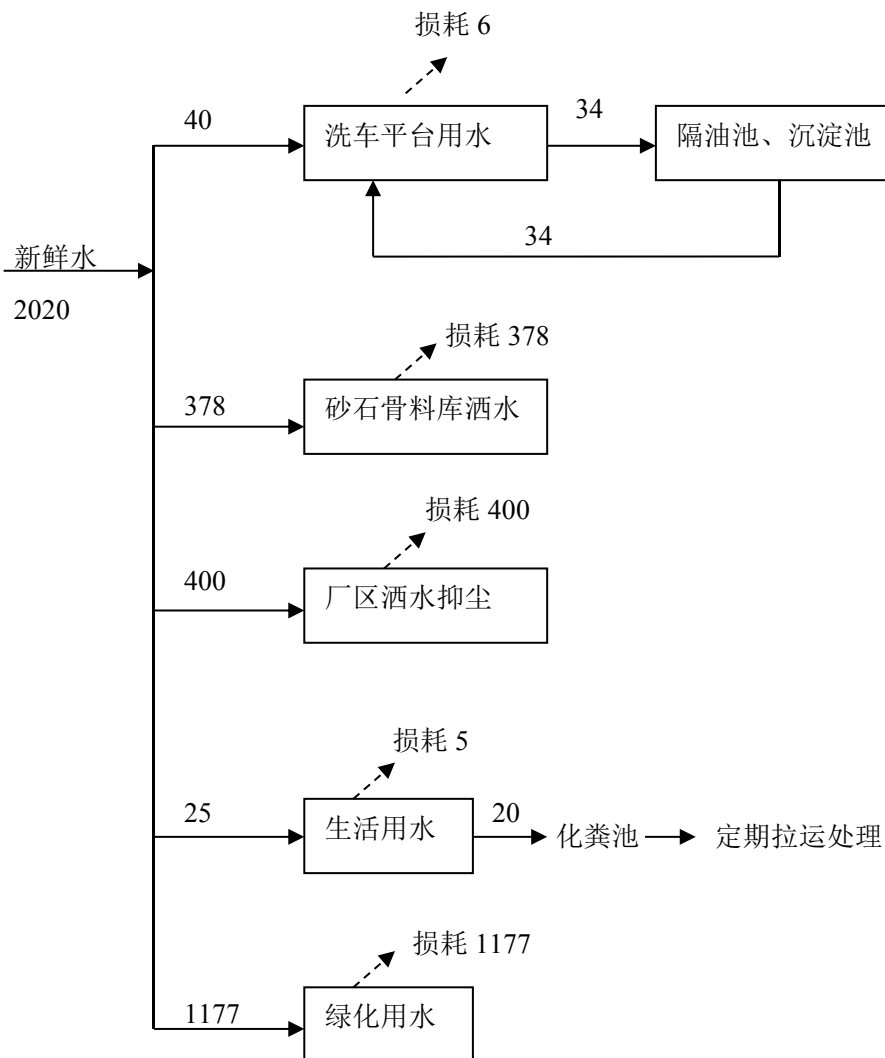 损耗 6
40
洗车平台用水
34
隔油池、沉淀池
34
新鲜水
2020
损耗 378
378
砂石骨料库洒水
损耗 400
400
厂区洒水抑尘
损耗 5
25
生活用水
20
化粪池
定期拉运处理
损耗 1177
1177
绿化用水